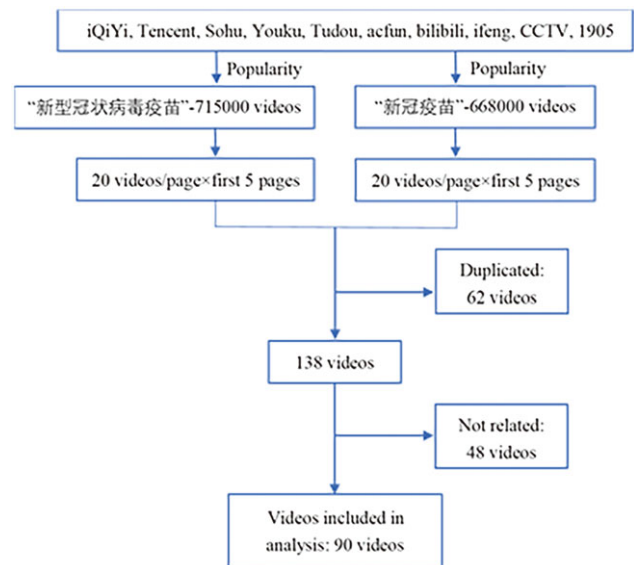 iQiYi, Tencent, Sohu, Youku, Tudou, acfun, bilibili, ifeng, CCTV, 1905
Popularity
Popularity
“新型冠状病毒疫苗”-715000 videos
“新冠疫苗”-668000 videos
20 videos/page×first 5 pages
20 videos/page×first 5 pages
Duplicated:
62 videos
138 videos
Not related:
48 videos
Videos included in
analysis: 90 videos